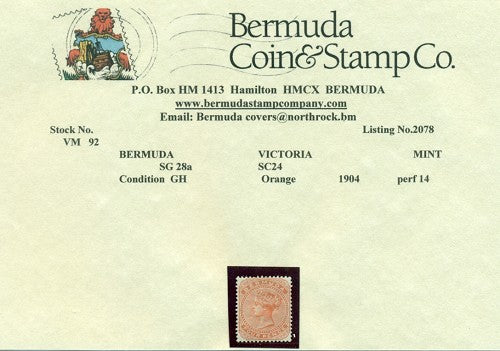 Bermuda
Coin&Stamp Co.
P.O. Box HM 1413 Hamilton HMCX BERMUDA
www.bermudastampcompany.com
Email: Bermuda covers@northrock.bm
Stock No. Listing No.2078
VM 92
BERMUDA VICTORIA MINT
SG 28a SC24
Condition GH Orange 1904 perf 14
BERMUDA